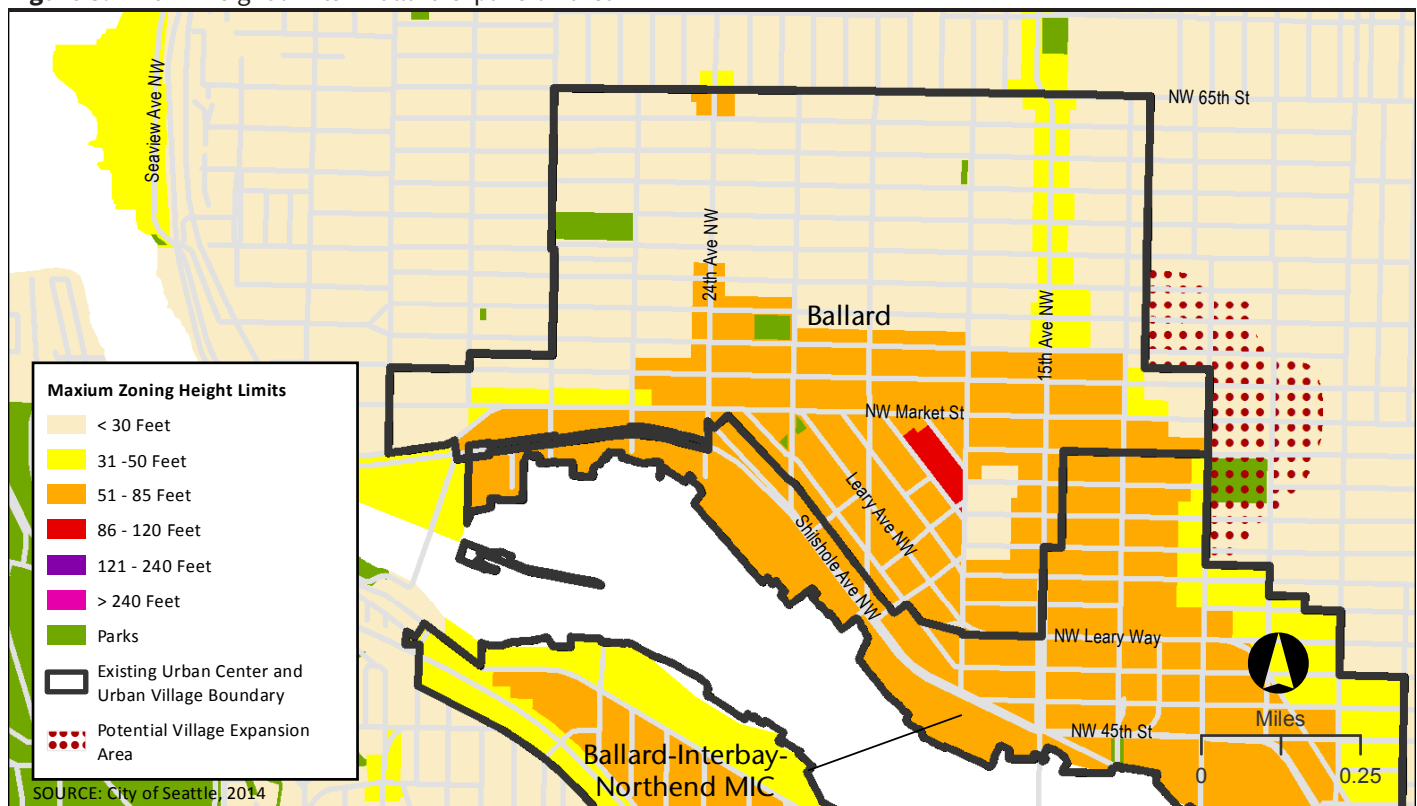 Seaview Ave NW
NW 65th St
24th Ave NW
Ballard
15th Ave NW
NW Market St
Leary Ave NW
Shilshole Ave NW
NW Leary Way
NW 45th St
Ballard-Interbay-
Northend MIC
Miles
0
0.25
Maxium Zoning Height Limits
< 30 Feet
31 -50 Feet
51 - 85 Feet
86 - 120 Feet
121 - 240 Feet
> 240 Feet
Parks
Existing Urban Center and
Urban Village Boundary
Potential Village Expansion
Area
SOURCE: City of Seattle, 2014